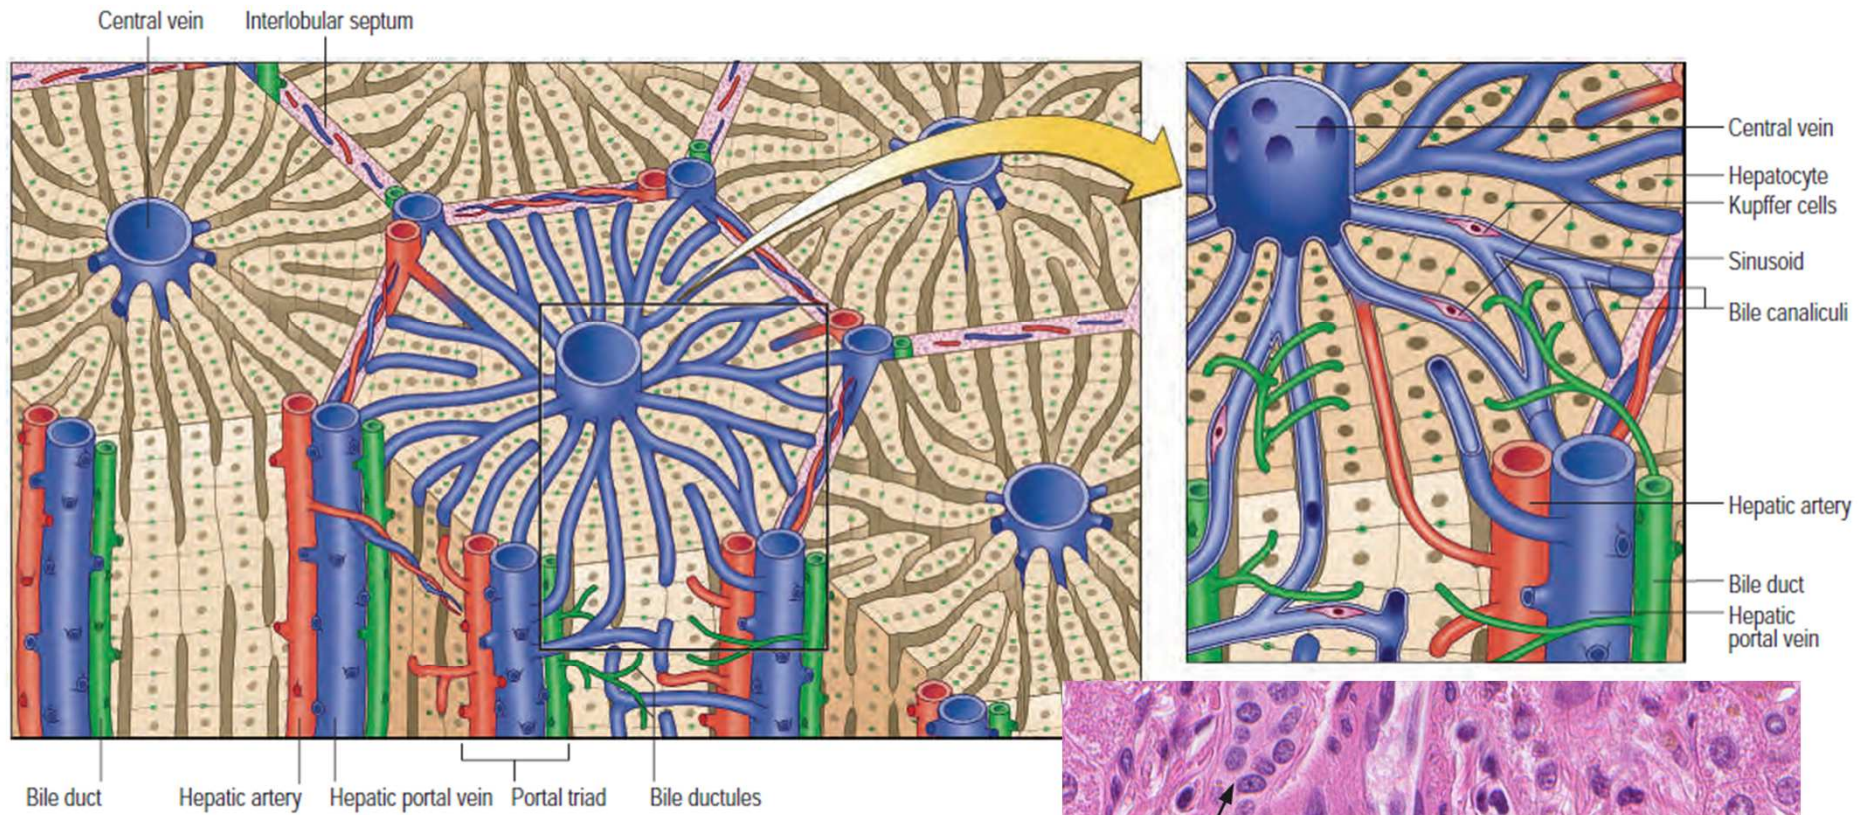 Central vein
Interlobular septum
Central vein
Hepatocyte
Kupffer cells
Sinusoid
Bile canaliculi
Hepatic artery
Bile duct
Hepatic
portal vein
Bile duct
Hepatic artery
Hepatic portal vein
Portal triad
Bile ductules